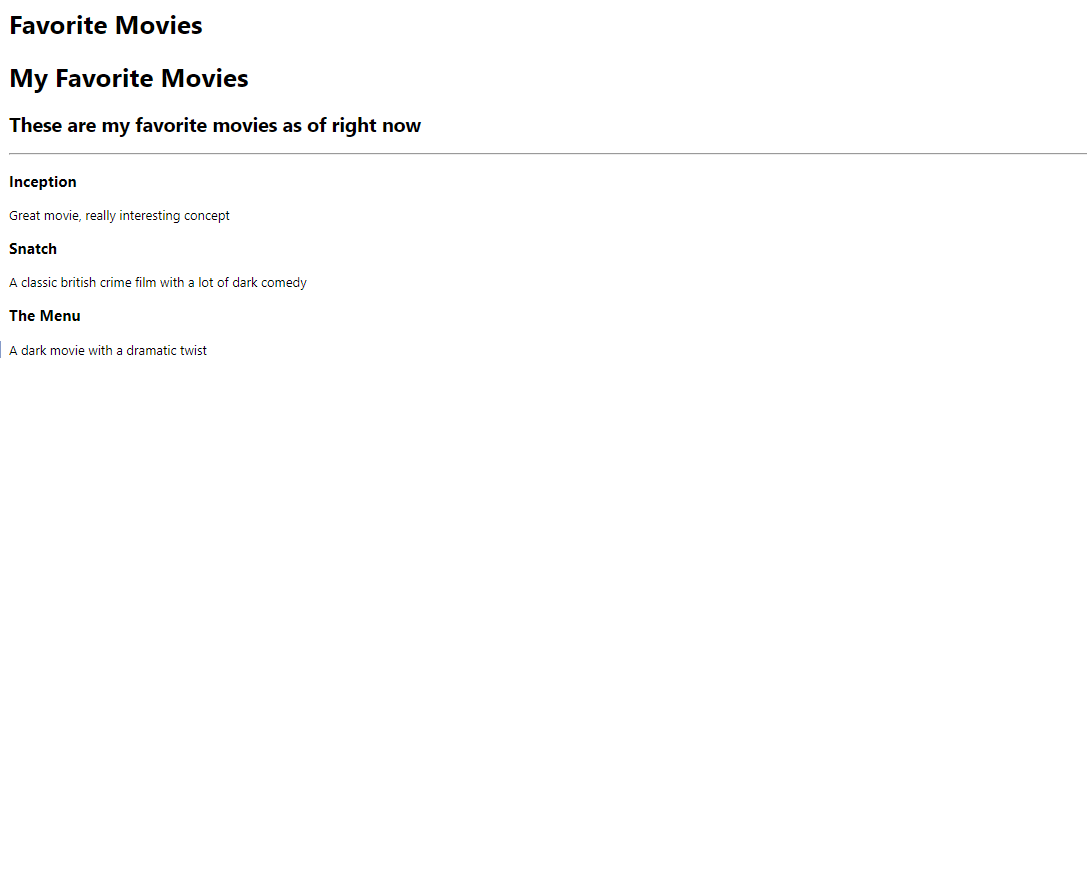 Favorite Movies
My Favorite Movies
These are my favorite movies as of right now
Inception
Great movie, really interesting concept
Snatch
A classic british crime film with a lot of dark comedy
The Menu
A dark movie with a dramatic twist